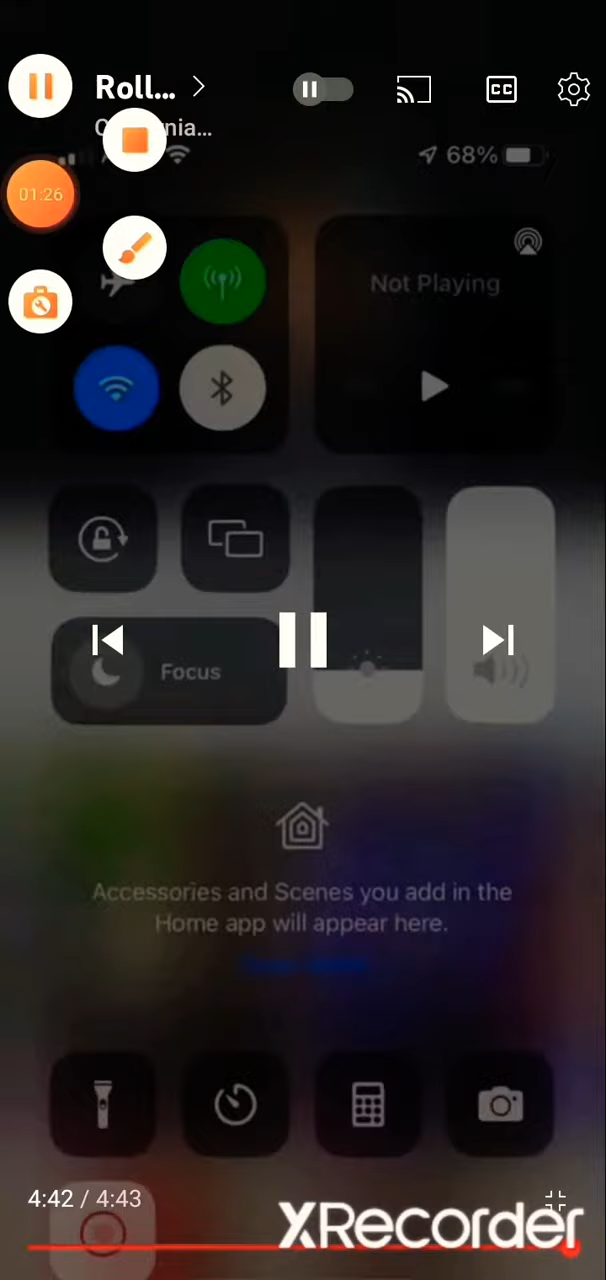 Roll...
01:26
68%
Not Playing
Focus
Accessories and Scenes you add in the
Home app will appear here.
4:42 / 4:43
XRecorder